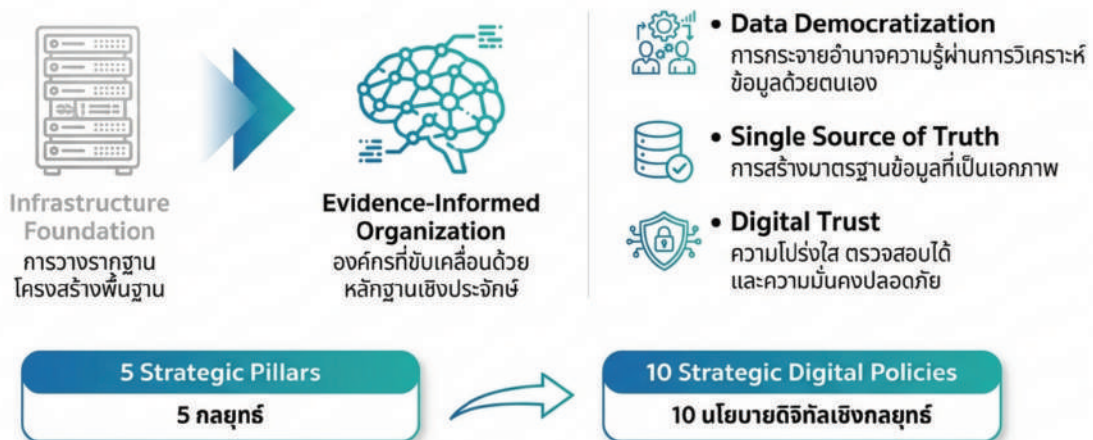 Infrastructure
Foundation
การวางรากฐาน
โครงสร้างพื้นฐาน
Evidence-Informed
Organization
องค์กรที่ขับเคลื่อนด้วย
หลักฐานเชิงประจักษ์
• Data Democratization
การกระจายอำนาจความรู้ผ่านการวิเคราะห์
ข้อมูลด้วยตนเอง
• Single Source of Truth
การสร้างมาตรฐานข้อมูลที่เป็นเอกภาพ
• Digital Trust
ความโปร่งใส ตรวจสอบได้
และความมั่นคงปลอดภัย
5 Strategic Pillars
5 กลยุทธ์
10 Strategic Digital Policies
10 นโยบายดิจิทัลเชิงกลยุทธ์